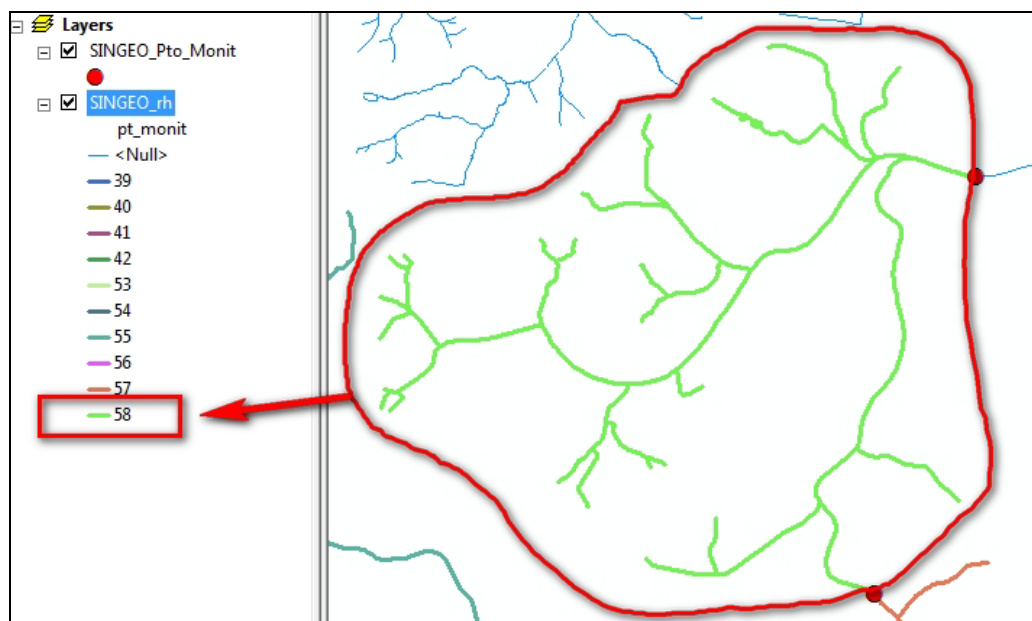 Layers
SINGEO_Pto_Monit
SINGEO_rh
pt_monit
<Null>
39
40
41
42
53
54
55
56
57
58